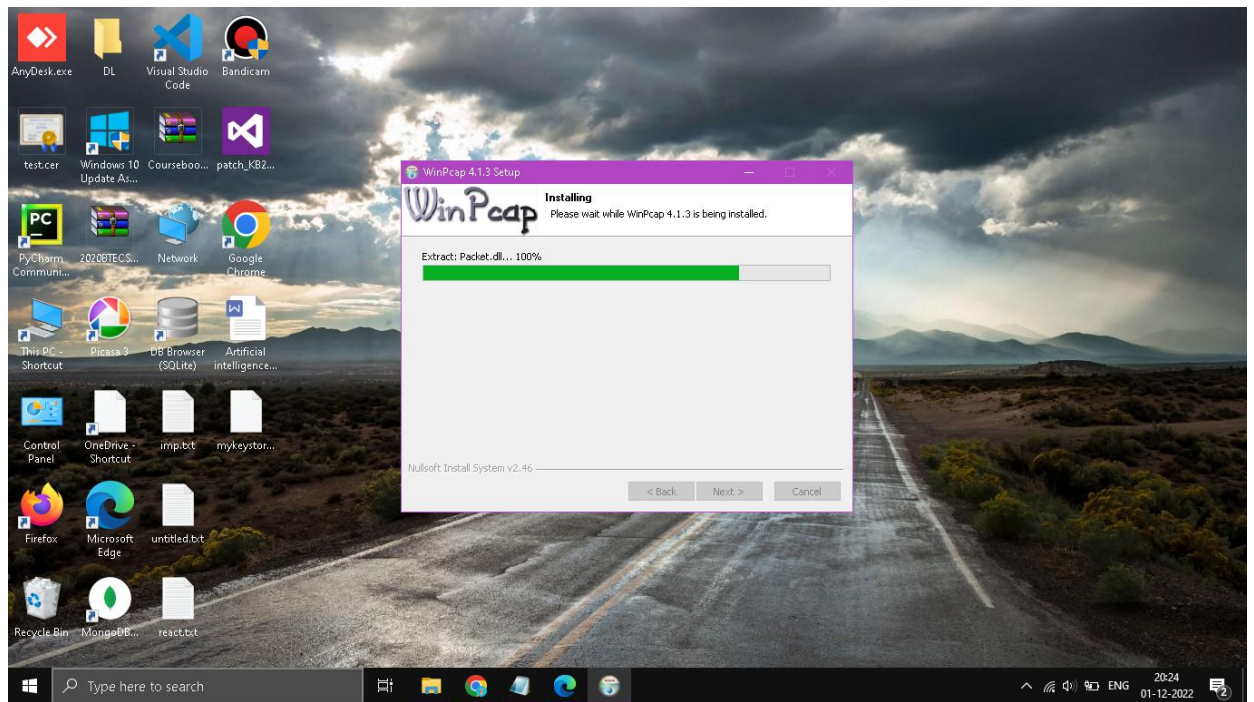 AnyDesk.exe
DL
Visual Studio
Code
Bandicam
test.cer
Windows 10
Update As...
Courseboo...
patch_KB2...
PC
PyCharm
Communi...
2020BTECS...
Network
Google
Chrome
This PC -
Shortcut
Picasa 3
DB Browser
(SQLite)
Artificial
intelligence...
Control
Panel
OneDrive -
Shortcut
imp.txt
mykeystor...
Firefox
Microsoft
Edge
untitled.txt
Recycle Bin
MongoDB...
react.txt
WinPcap 4.1.3 Setup
WinPcap
Installing
Please wait while WinPcap 4.1.3 is being installed.
Extract: Packet.dll... 100%
Nullsoft Install System v2.46
< Back
Next >
Cancel
Type here to search
ENG
20:24
01-12-2022
2